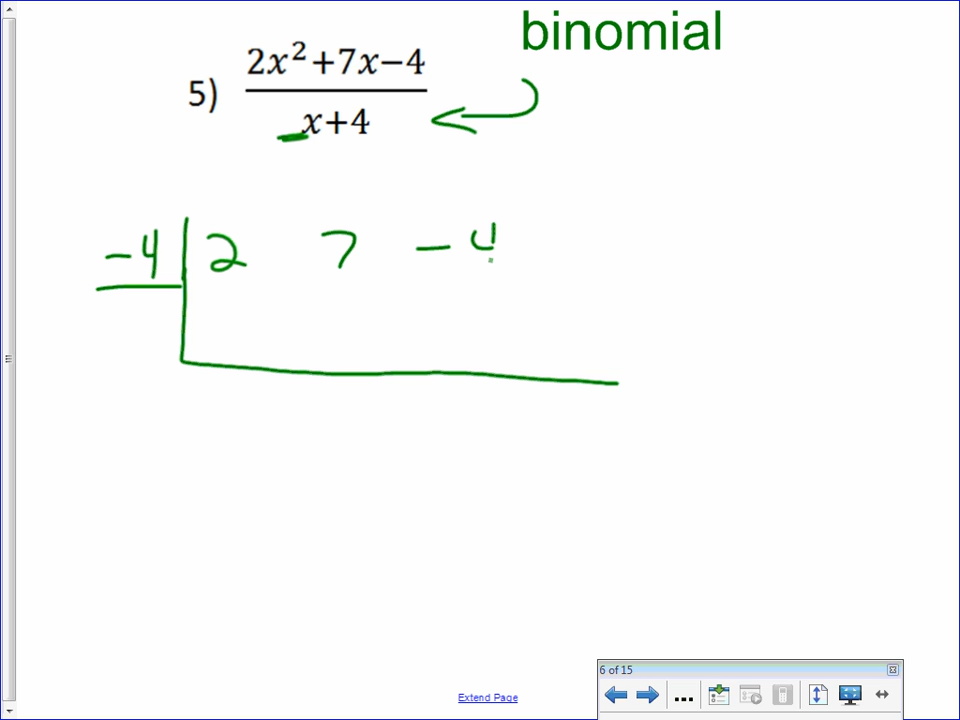 binomial
5) 2x²+7x−4
x+4
-4 2 7 -4
Extend Page
6 of 15
...